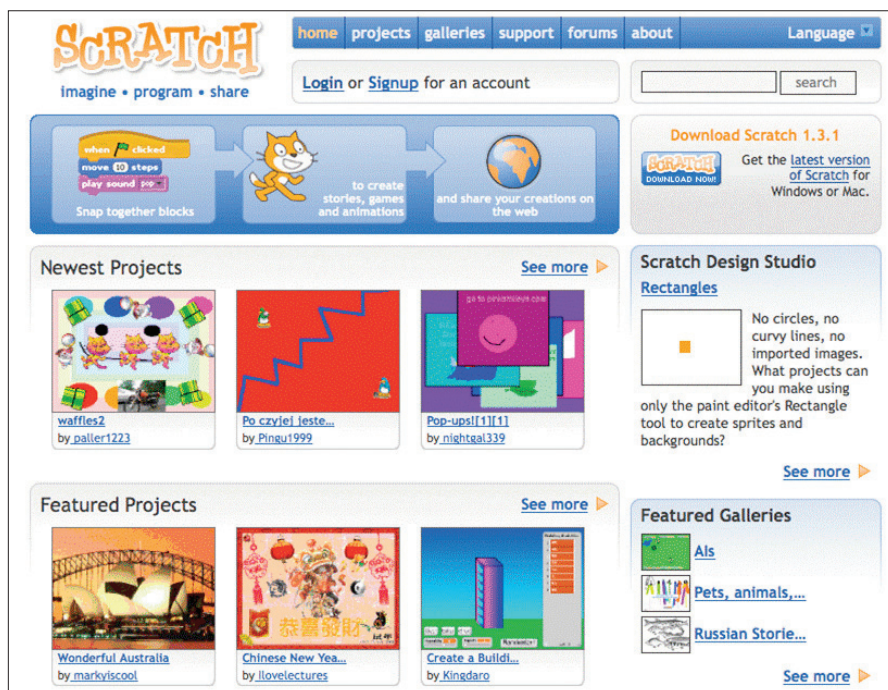 SCRATCH
imagine • program • share
home projects galleries support forums about Language
Login or Signup for an account
search
when clicked
move 10 steps
play sound pop
Snap together blocks
to create
stories, games
and animations
and share your creations on
the web
Download Scratch 1.3.1
SCRATCH
DOWNLOAD NOW!
Get the latest version
of Scratch for
Windows or Mac.
Newest Projects
See more
waffles2
by paller1223
Po czyjej jeste...
by Pingu1999
go to pinkamsleye.com
Pop-ups![1][1]
by nightgal339
Scratch Design Studio
Rectangles
No circles, no
curvy lines, no
imported images.
What projects can
you make using
only the paint editor's Rectangle
tool to create sprites and
backgrounds?
See more
Featured Projects
See more
Wonderful Australia
by markyiscool
恭喜發財
Chinese New Yea...
by Ilovelectures
Create a Buildi...
by Kingdaro
Featured Galleries
AIs
Pets, animals,...
Russian Storie...
See more